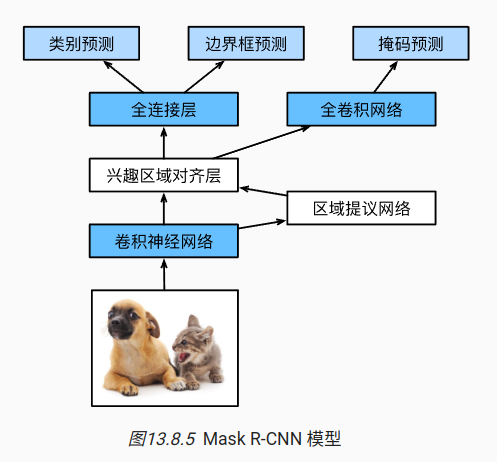 类别预测
边界框预测
掩码预测
全连接层
全卷积网络
兴趣区域对齐层
区域提议网络
卷积神经网络
图13.8.5 Mask R-CNN 模型